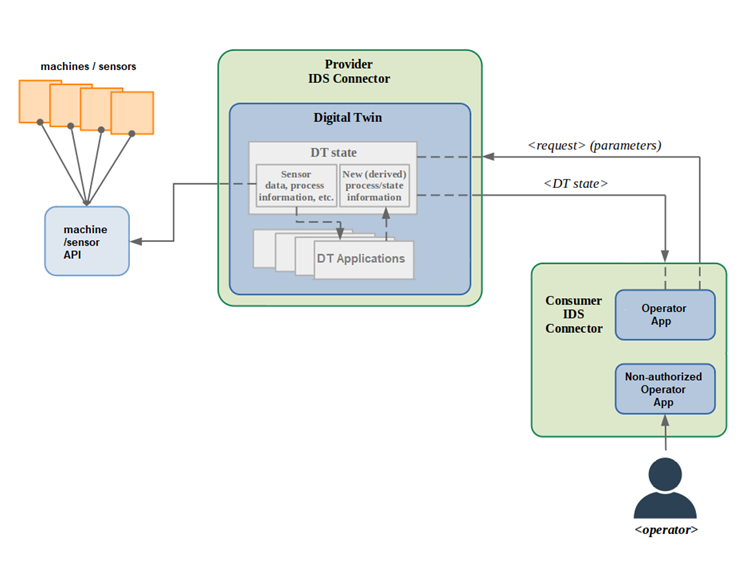 machines / sensors
Provider
IDS Connector
Digital Twin
DT state
Sensor
data, process
information, etc.
New (derived)
process/state
information
DT Applications
<request> (parameters)
<DT state>
machine
/sensor
API
Consumer
IDS
Connector
Operator
App
Non-authorized
Operator
App
<operator>